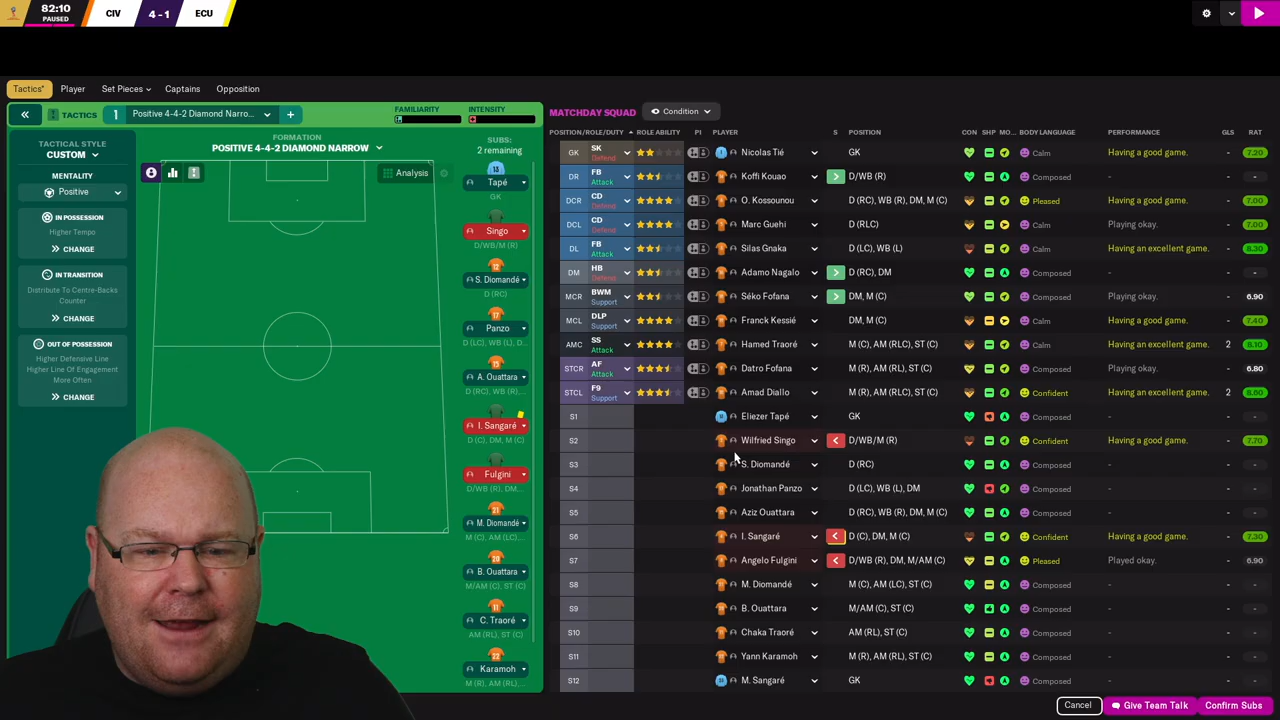 82:10
PAUSED
CIV
4 - 1
ECU
Tactics*
Player
Set Pieces
Captains
Opposition
TACTICS
1
Positive 4-4-2 Diamond Narro...
FAMILIARITY
INTENSITY
TACTICAL STYLE
CUSTOM
MENTALITY
Positive
IN POSSESSION
Higher Tempo
CHANGE
IN TRANSITION
Distribute To Centre-Backs
Counter
CHANGE
OUT OF POSSESSION
Higher Defensive Line
Higher Line Of Engagement
More Often
CHANGE
FORMATION
POSITIVE 4-4-2 DIAMOND NARROW
Analysis
SUBS:
2 remaining
13
Tapé
GK
Singo
D/WB/M (R)
12
S. Diomandé
D (RC)
17
Panzo
D (LC), WB (L), D...
15
A. Ouattara
D (RC), WB (R)...
I. Sangaré
D (C), DM, M (C)
Fulgini
D/WB (R), DM...
21
M. Diomandé
M (C), AM (LC)...
20
B. Ouattara
M/AM (C), ST (C)
11
C. Traoré
AM (RL), ST (C)
22
Karamoh
M (R), AM (RL)...
MATCHDAY SQUAD
Condition
POSITION/ROLE/DUTY ROLE ABILITY PI PLAYER S POSITION CON SHP MO... BODY LANGUAGE PERFORMANCE GLS RAT
GK SK Defend Nicolas Tié GK Calm Having a good game. - 7.20
DR FB Attack Koffi Kouao D/WB (R) Composed - - -
DCR CD Defend O. Kossounou D (RC), WB (R), DM, M (C) Pleased Having a good game. - 7.00
DCL CD Defend Marc Guehi D (RLC) Calm Playing okay. - 7.00
DL FB Attack Silas Gnaka D (LC), WB (L) Calm Having an excellent game. - 8.30
DM HB Defend Adamo Nagalo D (RC), DM Composed - - -
MCR BWM Support Séko Fofana DM, M (C) Composed Playing okay. - 6.90
MCL DLP Support Franck Kessié DM, M (C) Calm Having a good game. - 7.40
AMC SS Attack Hamed Traoré M (C), AM (RLC), ST (C) Calm Having an excellent game. 2 8.10
STCR AF Attack Datro Fofana M (R), AM (RL), ST (C) Composed Playing okay. - 6.80
STCL F9 Support Amad Diallo M (R), AM (RLC), ST (C) Confident Having an excellent game. 2 8.60
S1 Eliezer Tapé GK Composed - - -
S2 Wilfried Singo D/WB/M (R) Confident Having a good game. - 7.70
S3 S. Diomandé D (RC) Composed - - -
S4 Jonathan Panzo D (LC), WB (L), DM Composed - - -
S5 Aziz Ouattara D (RC), WB (R), DM, M (C) Composed - - -
S6 I. Sangaré D (C), DM, M (C) Confident Having a good game. - 7.30
S7 Angelo Fulgini D/WB (R), DM, M/AM (C) Pleased Played okay. - 6.90
S8 M. Diomandé M (C), AM (LC), ST (C) Composed - - -
S9 B. Ouattara M/AM (C), ST (C) Composed - - -
S10 Chaka Traoré AM (RL), ST (C) Composed - - -
S11 Yann Karamoh M (R), AM (RL), ST (C) Composed - - -
S12 M. Sangaré GK Composed - - -
Cancel
Give Team Talk
Confirm Subs